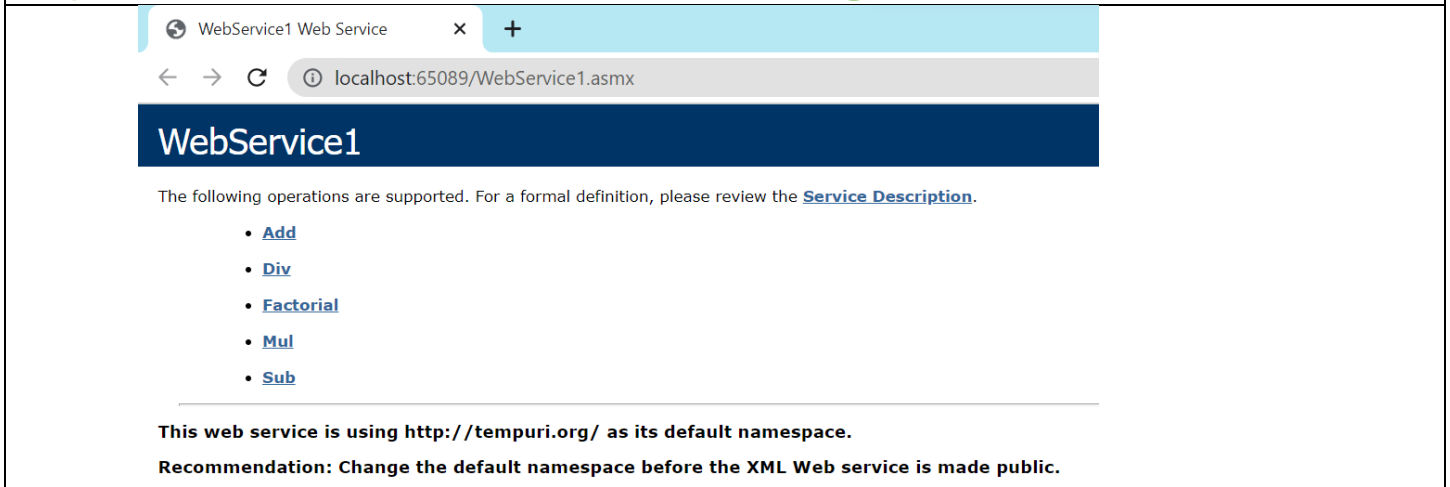 WebService1 Web Service
localhost:65089/WebService1.asmx
WebService1
The following operations are supported. For a formal definition, please review the Service Description.
• Add
• Div
• Factorial
• Mul
• Sub
This web service is using http://tempuri.org/ as its default namespace.
Recommendation: Change the default namespace before the XML Web service is made public.